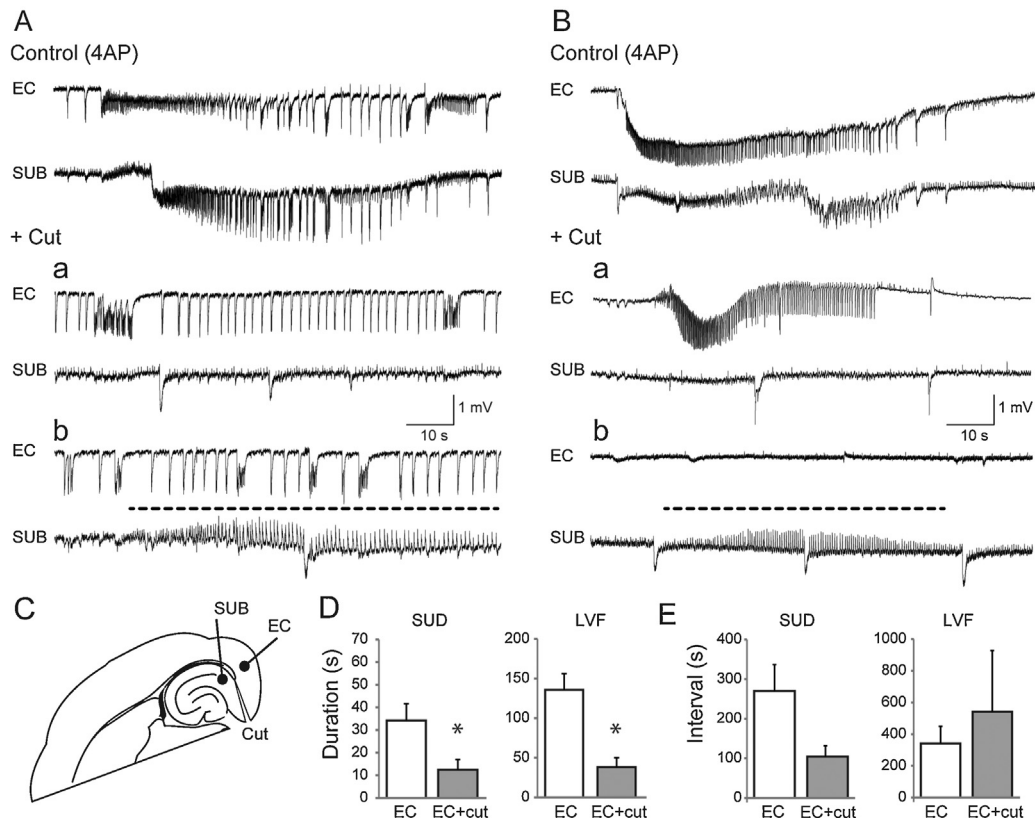 A
Control (4AP)
EC
SUB
+ Cut
a
EC
SUB
1 mV
10 s
b
EC
SUB
B
Control (4AP)
EC
SUB
+ Cut
a
EC
SUB
1 mV
10 s
b
EC
SUB
C
SUB
EC
Cut
D
SUD
LVF
Duration (s)
70
60
50
40
30
20
10
0
*
EC EC+cut
200
150
100
50
0
*
EC EC+cut
E
SUD
LVF
Interval (s)
400
300
200
100
0
EC EC+cut
1000
800
600
400
200
0
EC EC+cut